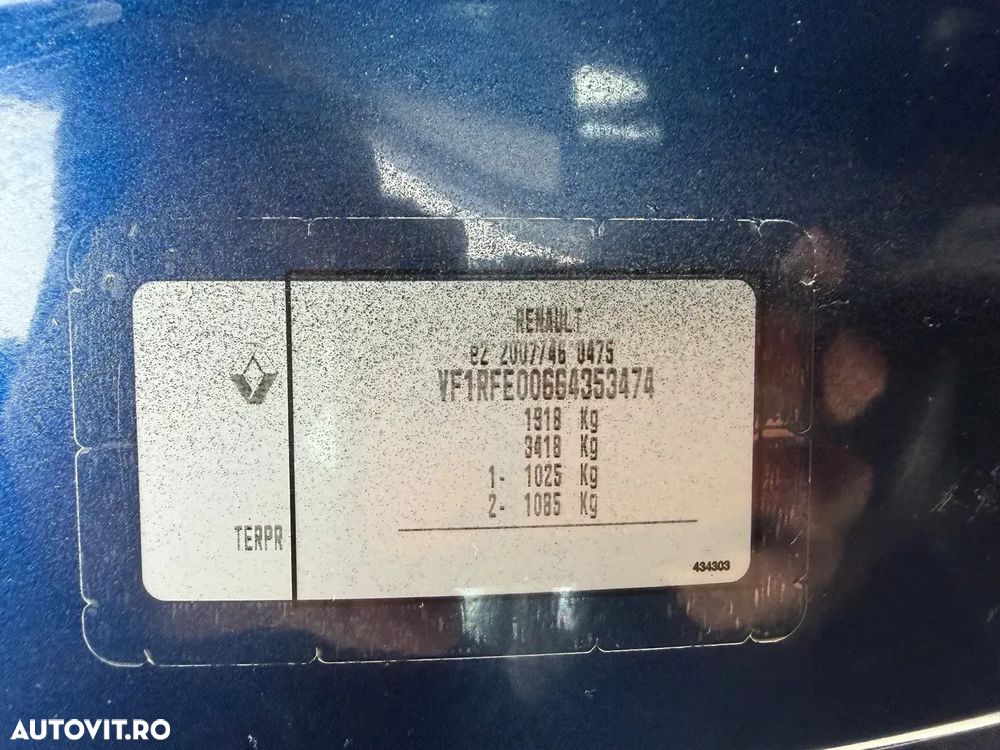 RENAULT
e2 2007/46 0475
VF1RFE00664353474
1918 Kg
3418 Kg
1- 1025 Kg
2- 1085 Kg
TERPR
434303
AUTOVIT.RO